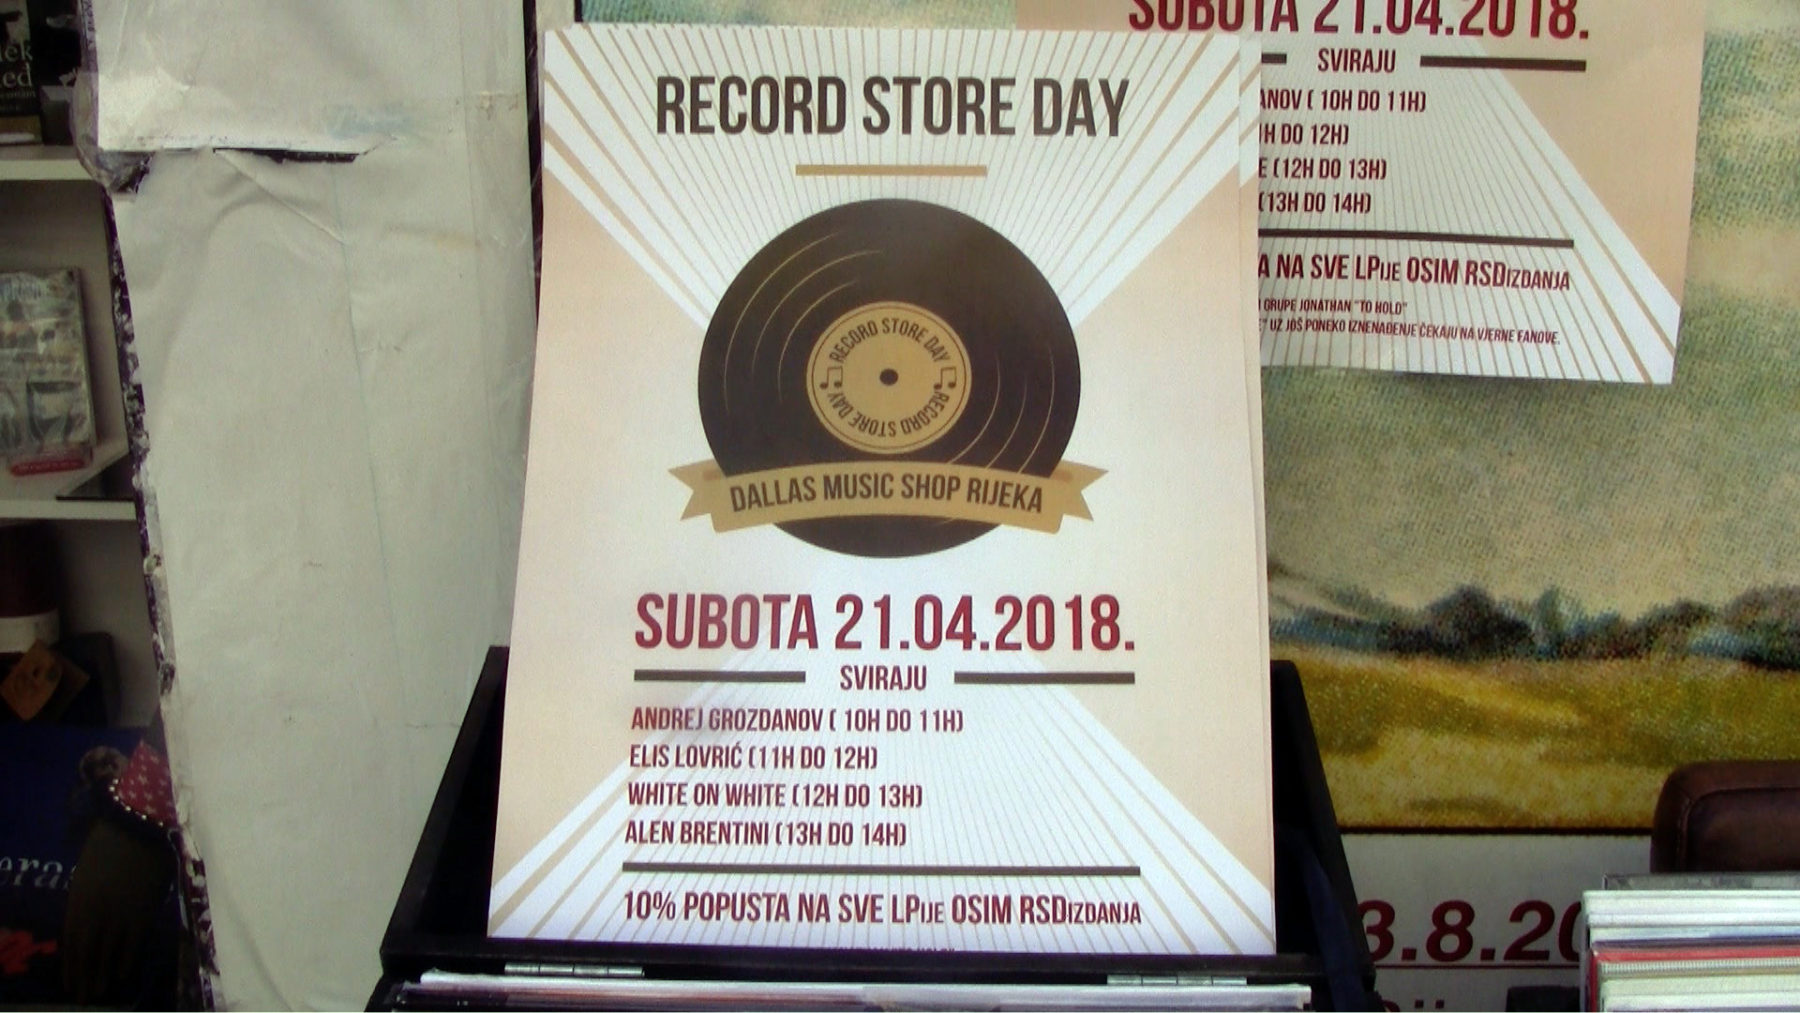 RECORD STORE DAY
RECORD STORE DAY
RECORD STORE DAY
DALLAS MUSIC SHOP RIJEKA
SUBOTA 21.04.2018.
SVIRAJU
ANDREJ GROZDANOV ( 10H DO 11H)
ELIS LOVRIĆ (11H DO 12H)
WHITE ON WHITE (12H DO 13H)
ALEN BRENTINI (13H DO 14H)
10% POPUSTA NA SVE LPIJE OSIM RSDIZDANJA
SUBOTA 21.04.2018.
SVIRAJU
ANOV ( 10H DO 11H)
H DO 12H)
E (12H DO 13H)
(13H DO 14H)
A NA SVE LPIJE OSIM RSDIZDANJA
GRUPE JONATHAN "TO HOLD"
E" UZ JOŠ PONEKO IZNENAĐENJE ČEKAJU NA VJERNE FANOVE.
3.8.20